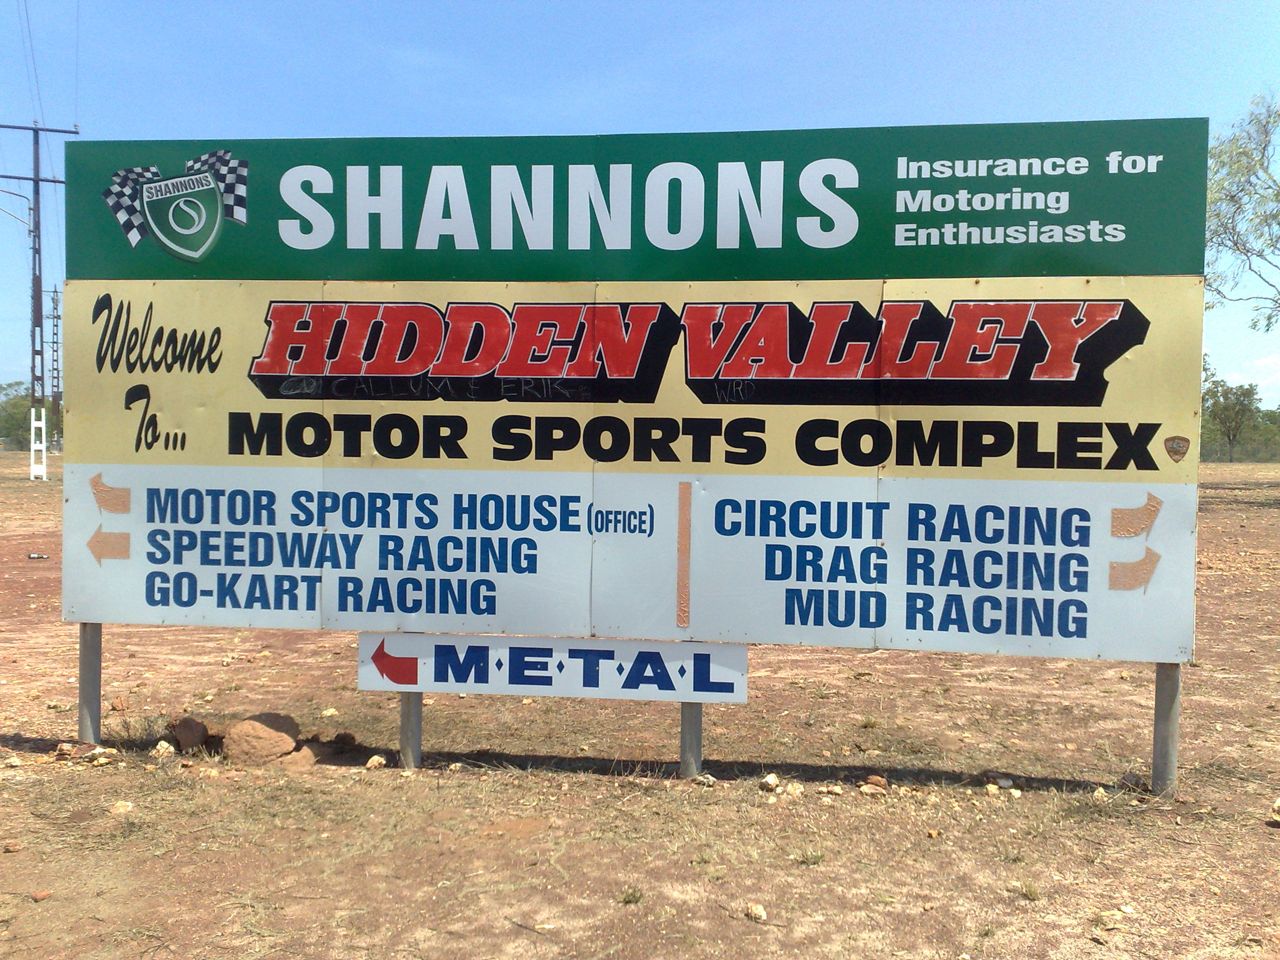 SHANNONS
SHANNONS
Insurance for
Motoring
Enthusiasts
Welcome
To...
HIDDEN VALLEY
CALLUM & ERIK
WRD
MOTOR SPORTS COMPLEX
MOTOR SPORTS HOUSE (OFFICE)
SPEEDWAY RACING
GO-KART RACING
CIRCUIT RACING
DRAG RACING
MUD RACING
M·E·T·A·L